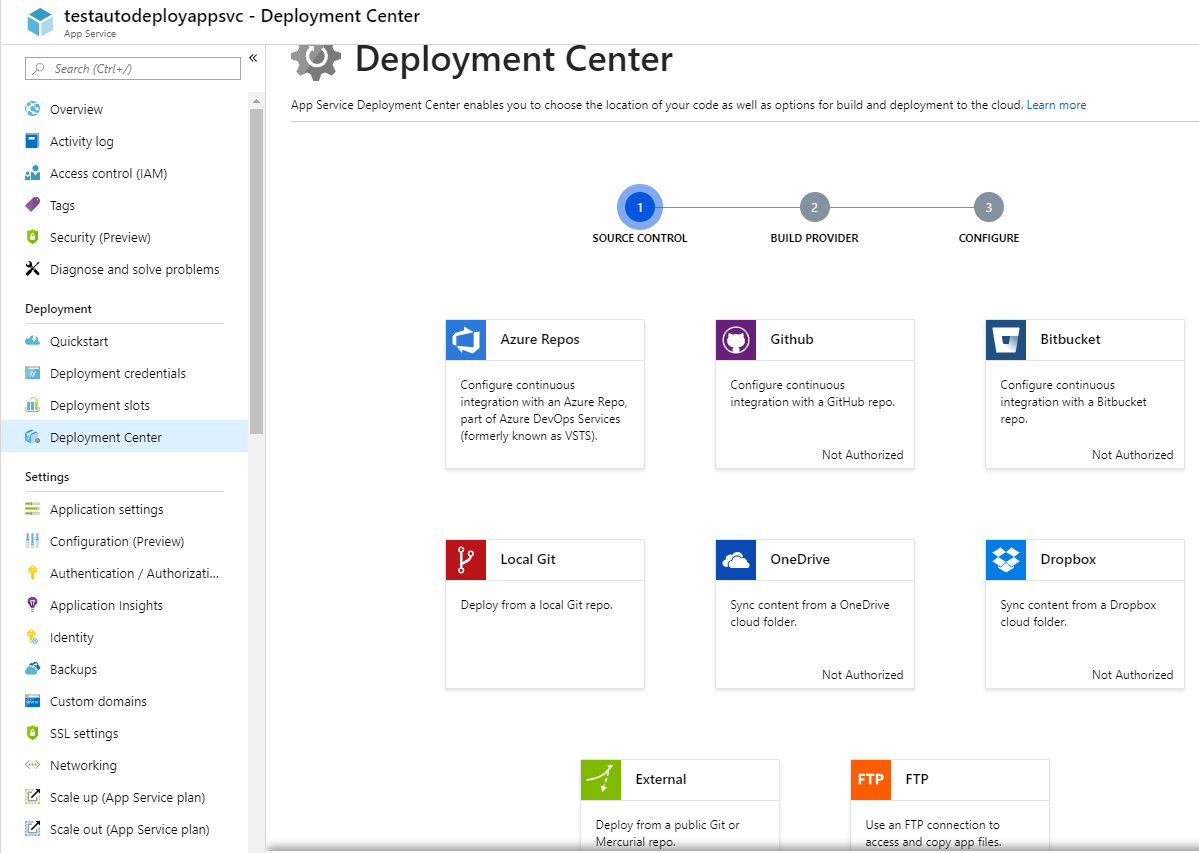 testautodeployappsvc - Deployment Center
App Service
Search (Ctrl+/)
«
Overview
Activity log
Access control (IAM)
Tags
Security (Preview)
Diagnose and solve problems
Deployment
Quickstart
Deployment credentials
Deployment slots
Deployment Center
Settings
Application settings
Configuration (Preview)
Authentication / Authorizati...
Application Insights
Identity
Backups
Custom domains
SSL settings
Networking
Scale up (App Service plan)
Scale out (App Service plan)
Deployment Center
App Service Deployment Center enables you to choose the location of your code as well as options for build and deployment to the cloud. Learn more
1
2
3
SOURCE CONTROL
BUILD PROVIDER
CONFIGURE
Azure Repos
Configure continuous
integration with an Azure Repo,
part of Azure DevOps Services
(formerly known as VSTS).
Github
Configure continuous
integration with a GitHub repo.
Not Authorized
Bitbucket
Configure continuous
integration with a Bitbucket
repo.
Not Authorized
Local Git
Deploy from a local Git repo.
OneDrive
Sync content from a OneDrive
cloud folder.
Not Authorized
Dropbox
Sync content from a Dropbox
cloud folder.
Not Authorized
External
Deploy from a public Git or
Mercurial repo.
FTP
FTP
Use an FTP connection to
access and copy app files.